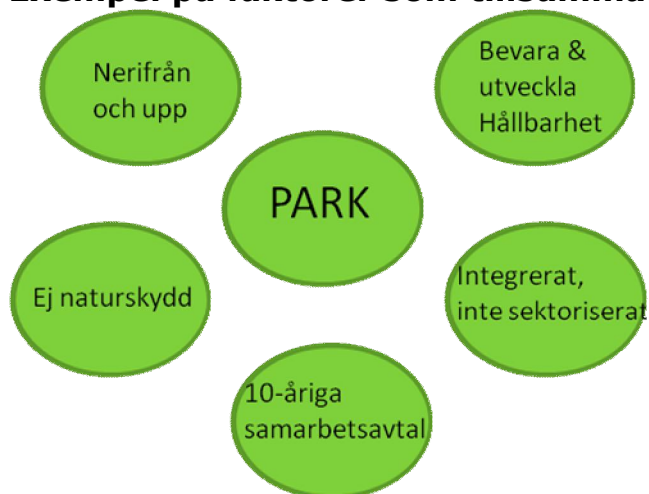 Nerifrån
och upp
Bevara &
utveckla
Hållbarhet
PARK
Ej naturskydd
Integrerat,
inte sektoriserat
10-åriga
samarbetsavtal